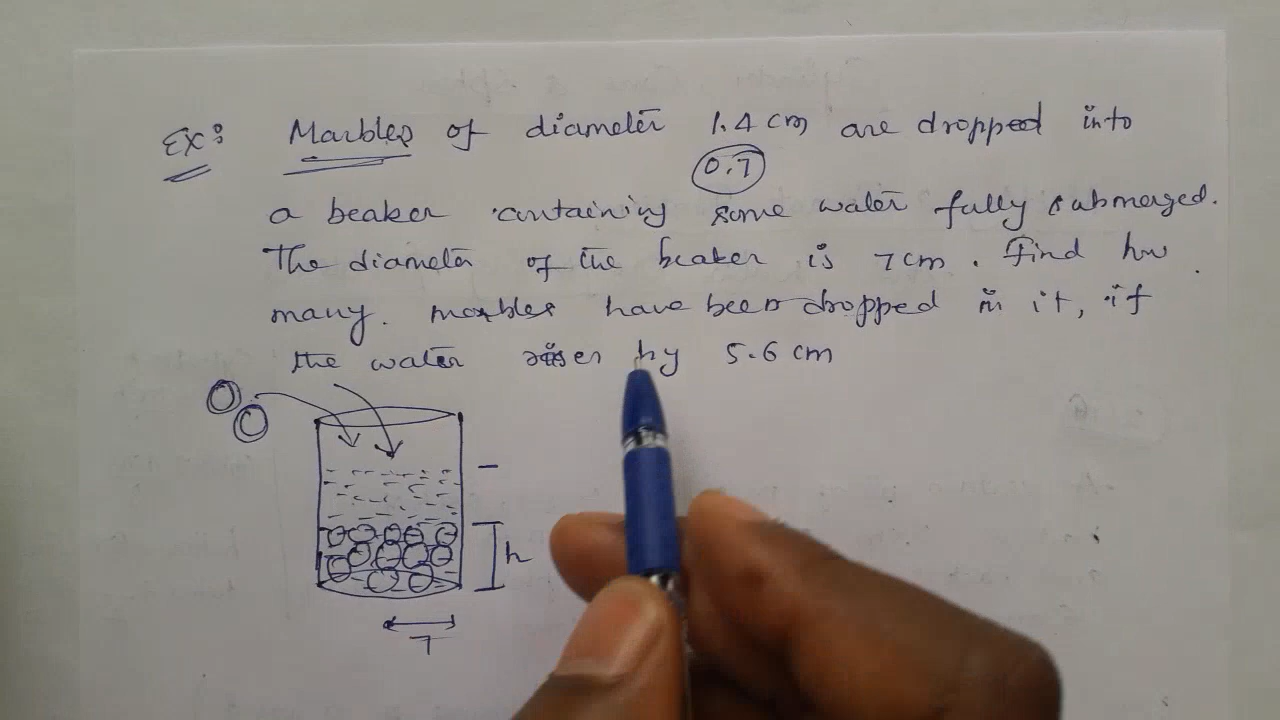 Ex: Marbles of diameter 1.4 cm are dropped into
0.7
a beaker containing some water fully submerged.
The diameter of the beaker is 7cm. Find how
many. marbles have been dropped in it, if
the water rises by 5.6 cm
h
7